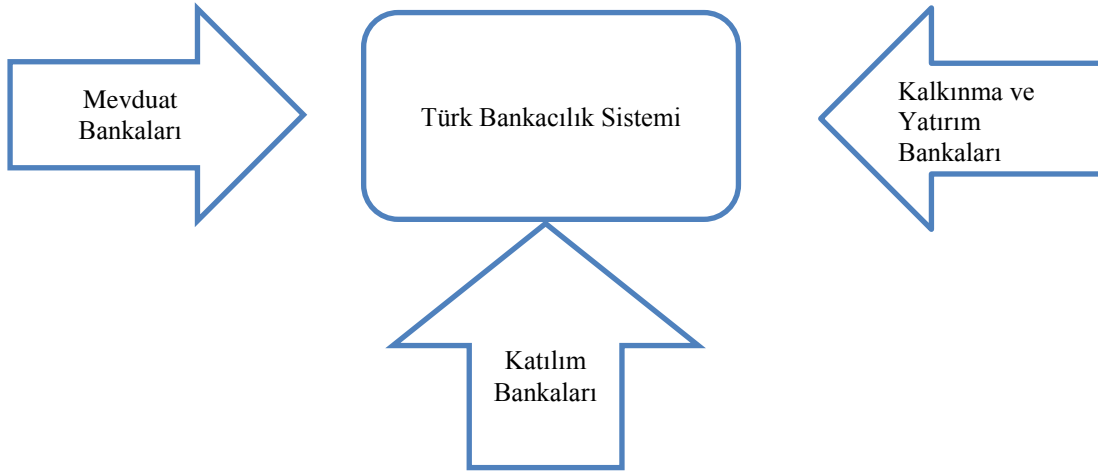 Mevduat
Bankaları
Türk Bankacılık Sistemi
Kalkınma ve
Yatırım
Bankaları
Katılım
Bankaları